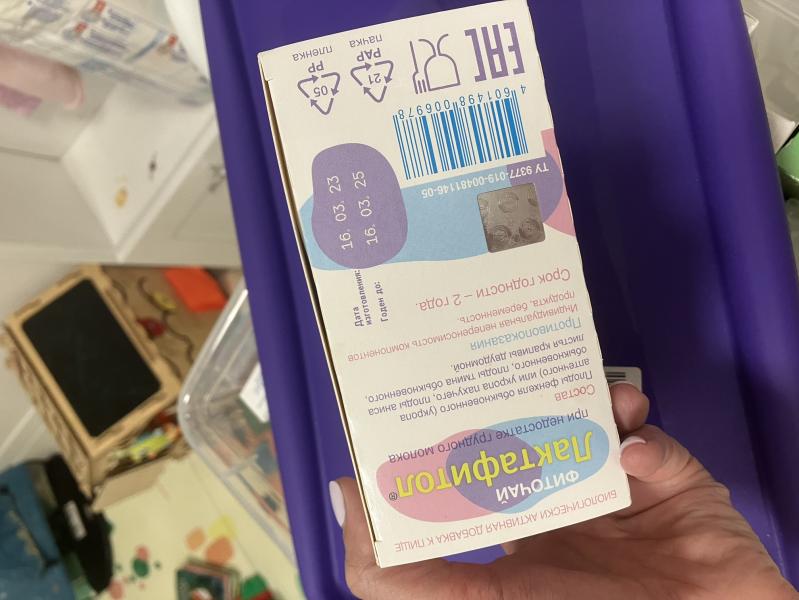 БИОЛОГИЧЕСКИ АКТИВНАЯ ДОБАВКА К ПИЩЕ
ФИТОЧАЙ
Лактафитол®
при недостатке грудного молока
Состав
Плоды фенхеля обыкновенного (укропа
аптечного) или укропа пахучего, плоды аниса
обыкновенного, плоды тмина обыкновенного,
листья крапивы двудомной.
Противопоказания
Индивидуальная непереносимость компонентов
продукта, беременность.
Срок годности – 2 года.
Дата
изготовления:
Годен до:
16. 03. 23
16. 03. 25
ТУ 9377-019-00481146-05
4 601498 006978
EAC
21
PAP
пачка
05
PP
пленка